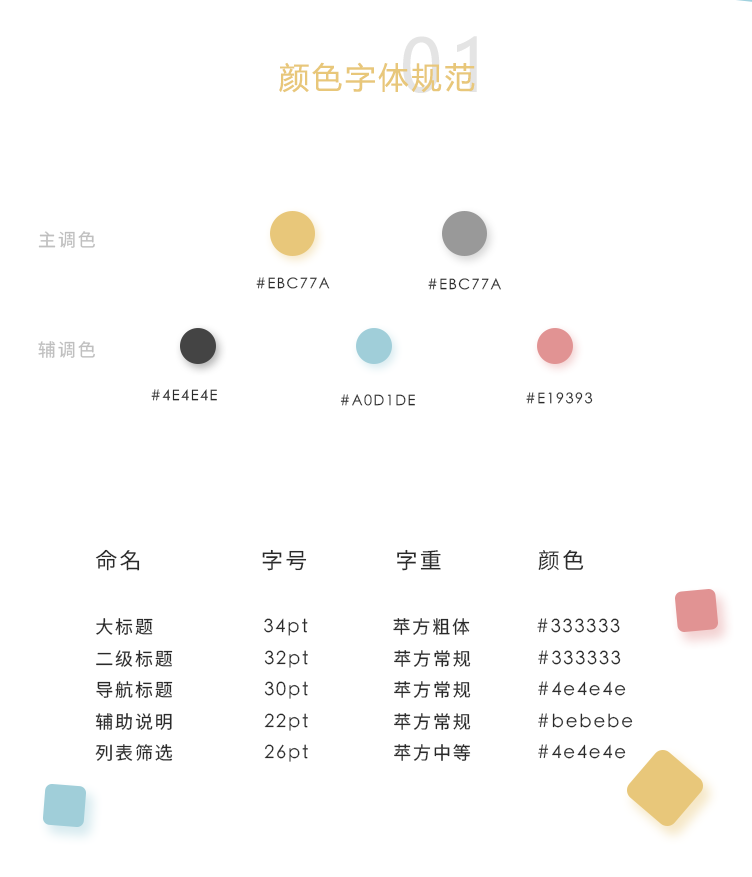 01
颜色字体规范
主调色
#EBC77A #EBC77A
辅调色
#4E4E4E #A0D1DE #E19393
命名 字号 字重 颜色
大标题 34pt 苹方粗体 #333333
二级标题 32pt 苹方常规 #333333
导航标题 30pt 苹方常规 #4e4e4e
辅助说明 22pt 苹方常规 #bebebe
列表筛选 26pt 苹方中等 #4e4e4e